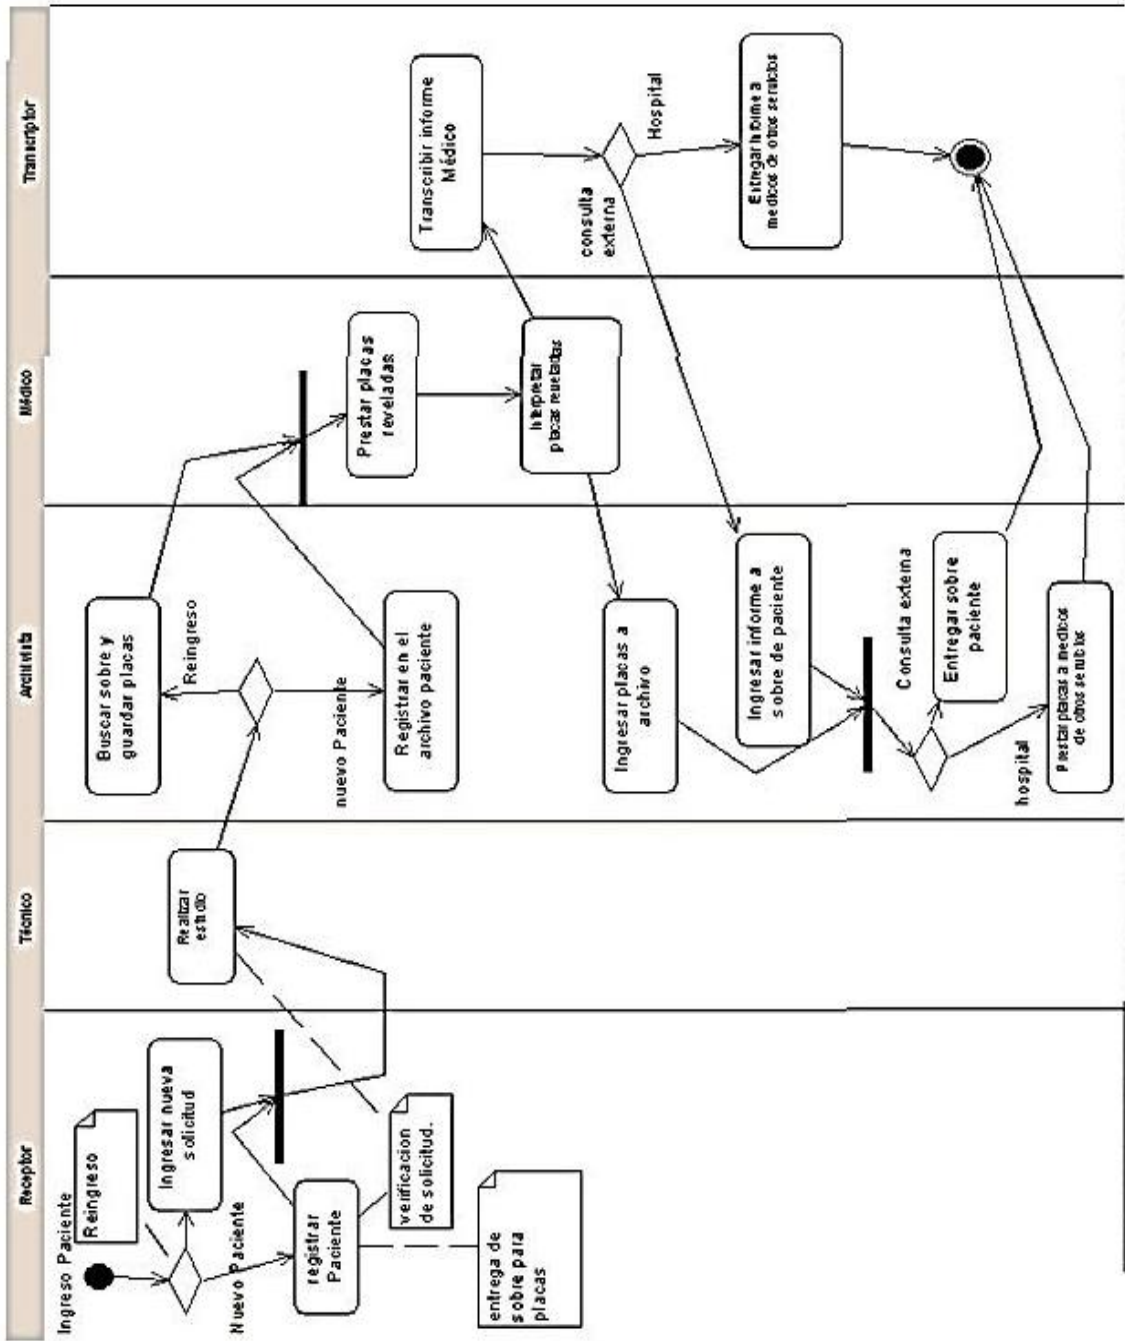 Receptor
Técnico
Archivista
Médico
Transcriptor
Ingreso Paciente
Reingreso
Ingresar nueva
solicitud
Nuevo Paciente
registrar
Paciente
verificacion
de solicitud.
entrega de
sobre para
placas
Realizar
estudio
Buscar sobre y
guardar placas
Reingreso
nuevo Paciente
Registrar en el
archivo paciente
Prestar placas
reveladas
Interpretar
placas reveladas
Transcribir informe
Médico
consulta
externa
Hospital
Entregar informe a
medicos de otros servicios
Ingresar placas a
archivo
Ingresar informe a
sobre de paciente
Consulta externa
Entregar sobre
paciente
hospital
Prestar placas a medicos
de otros servicios